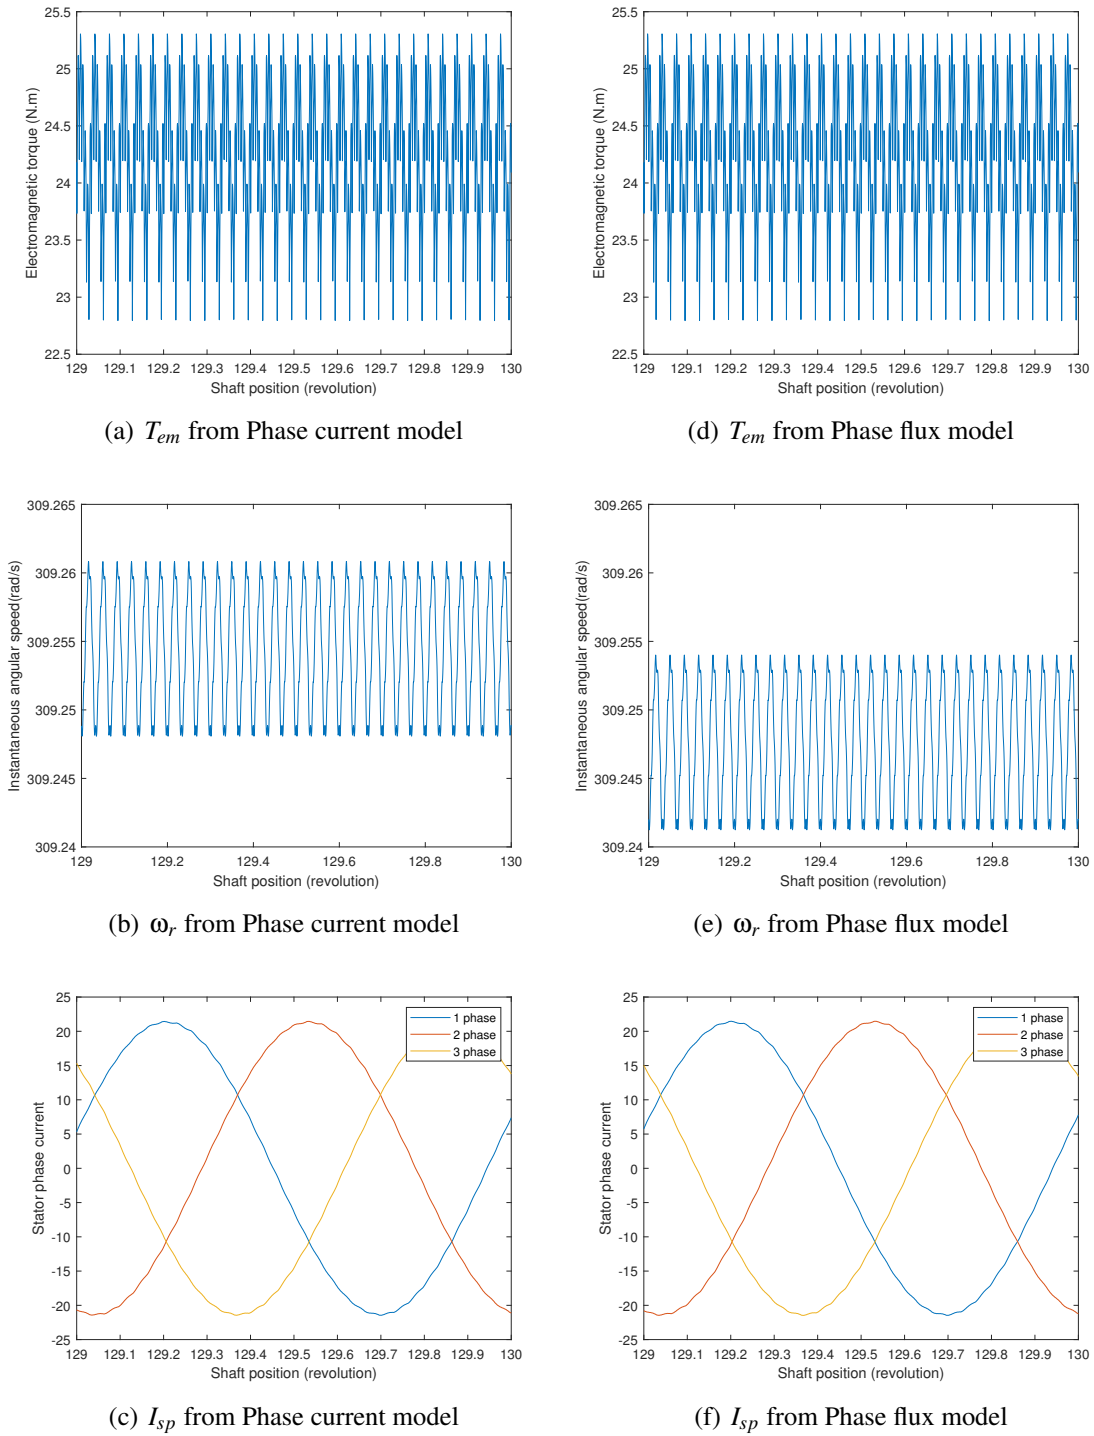 25.5
25
24.5
24
23.5
23
22.5
Electromagnetic torque (N.m)
129 129.1 129.2 129.3 129.4 129.5 129.6 129.7 129.8 129.9 130
Shaft position (revolution)
(a) T_em from Phase current model
25.5
25
24.5
24
23.5
23
22.5
Electromagnetic torque (N.m)
129 129.1 129.2 129.3 129.4 129.5 129.6 129.7 129.8 129.9 130
Shaft position (revolution)
(d) T_em from Phase flux model
309.265
309.26
309.255
309.25
309.245
309.24
Instantaneous angular speed(rad/s)
129 129.2 129.4 129.6 129.8 130
Shaft position (revolution)
(b) ω_r from Phase current model
309.265
309.26
309.255
309.25
309.245
309.24
Instantaneous angular speed(rad/s)
129 129.2 129.4 129.6 129.8 130
Shaft position (revolution)
(e) ω_r from Phase flux model
25
20
15
10
5
0
-5
-10
-15
-20
-25
Stator phase current
1 phase
2 phase
3 phase
129 129.1 129.2 129.3 129.4 129.5 129.6 129.7 129.8 129.9 130
Shaft position (revolution)
(c) I_sp from Phase current model
25
20
15
10
5
0
-5
-10
-15
-20
-25
Stator phase current
1 phase
2 phase
3 phase
129 129.1 129.2 129.3 129.4 129.5 129.6 129.7 129.8 129.9 130
Shaft position (revolution)
(f) I_sp from Phase flux model